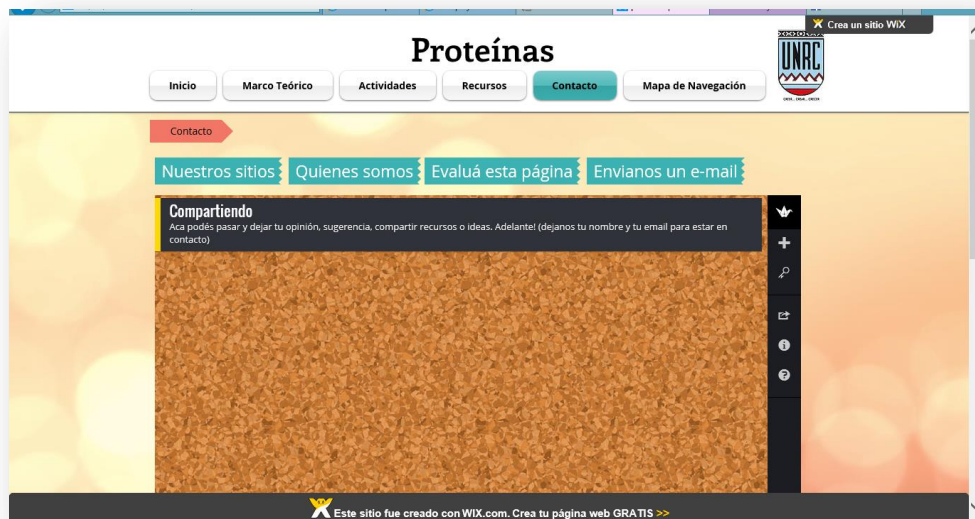 Crea un sitio WiX
Proteínas
UNRC
Inicio
Marco Teórico
Actividades
Recursos
Contacto
Mapa de Navegación
Contacto
Nuestros sitios
Quienes somos
Evaluá esta página
Envianos un e-mail
Compartiendo
Aca podés pasar y dejar tu opinión, sugerencia, compartir recursos o ideas. Adelante! (dejanos tu nombre y tu email para estar en
contacto)
Este sitio fue creado con WIX.com. Crea tu página web GRATIS >>